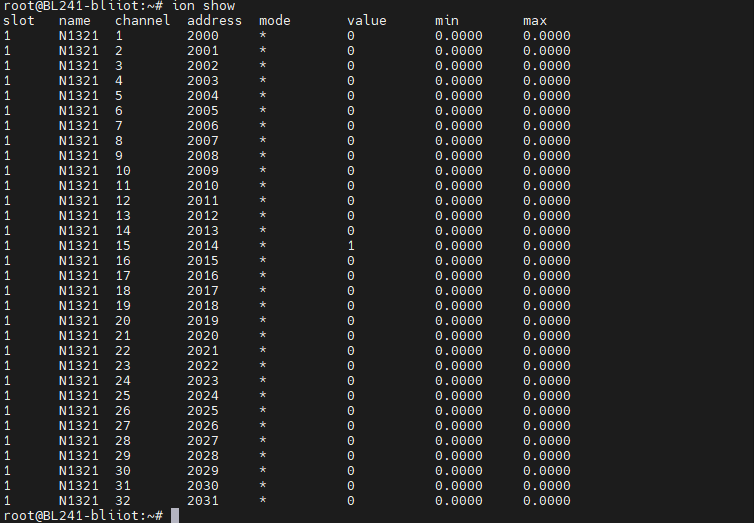 root@BL241-bliiot:~# ion show
slot name channel address mode value min max
1 N1321 1 2000 * 0 0.0000 0.0000
1 N1321 2 2001 * 0 0.0000 0.0000
1 N1321 3 2002 * 0 0.0000 0.0000
1 N1321 4 2003 * 0 0.0000 0.0000
1 N1321 5 2004 * 0 0.0000 0.0000
1 N1321 6 2005 * 0 0.0000 0.0000
1 N1321 7 2006 * 0 0.0000 0.0000
1 N1321 8 2007 * 0 0.0000 0.0000
1 N1321 9 2008 * 0 0.0000 0.0000
1 N1321 10 2009 * 0 0.0000 0.0000
1 N1321 11 2010 * 0 0.0000 0.0000
1 N1321 12 2011 * 0 0.0000 0.0000
1 N1321 13 2012 * 0 0.0000 0.0000
1 N1321 14 2013 * 0 0.0000 0.0000
1 N1321 15 2014 * 1 0.0000 0.0000
1 N1321 16 2015 * 0 0.0000 0.0000
1 N1321 17 2016 * 0 0.0000 0.0000
1 N1321 18 2017 * 0 0.0000 0.0000
1 N1321 19 2018 * 0 0.0000 0.0000
1 N1321 20 2019 * 0 0.0000 0.0000
1 N1321 21 2020 * 0 0.0000 0.0000
1 N1321 22 2021 * 0 0.0000 0.0000
1 N1321 23 2022 * 0 0.0000 0.0000
1 N1321 24 2023 * 0 0.0000 0.0000
1 N1321 25 2024 * 0 0.0000 0.0000
1 N1321 26 2025 * 0 0.0000 0.0000
1 N1321 27 2026 * 0 0.0000 0.0000
1 N1321 28 2027 * 0 0.0000 0.0000
1 N1321 29 2028 * 0 0.0000 0.0000
1 N1321 30 2029 * 0 0.0000 0.0000
1 N1321 31 2030 * 0 0.0000 0.0000
1 N1321 32 2031 * 0 0.0000 0.0000
root@BL241-bliiot:~#